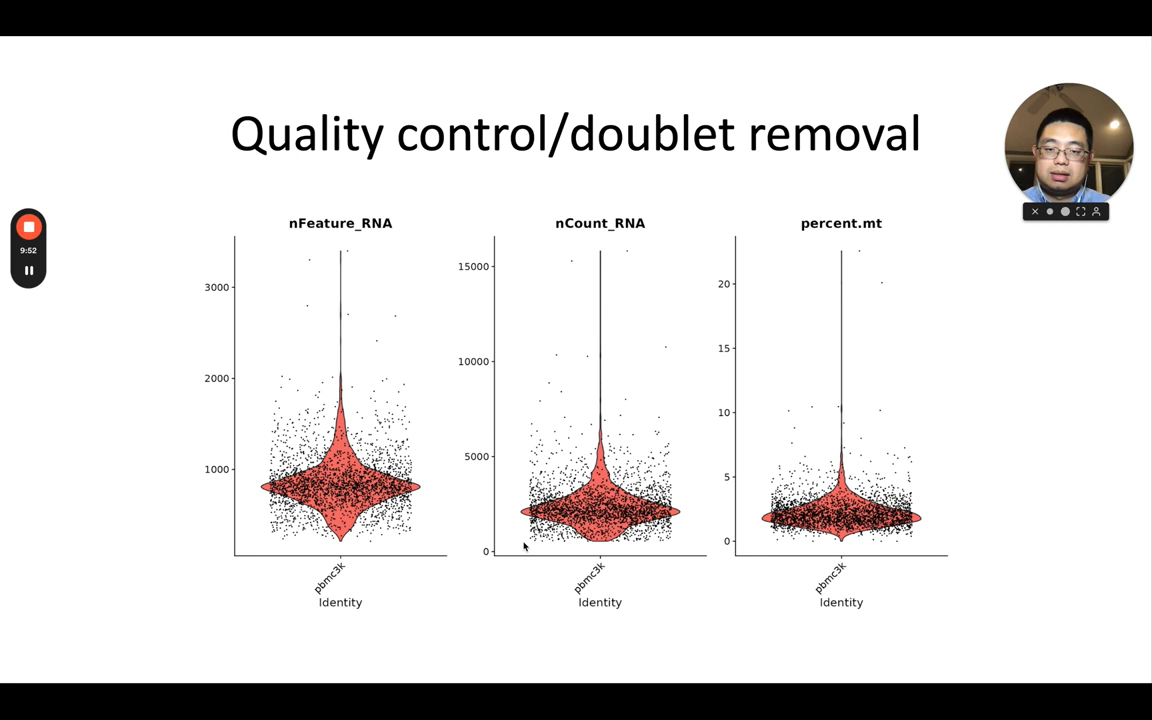 Quality control/doublet removal
9:52
nFeature_RNA
3000
2000
1000
pbmc3k
Identity
nCount_RNA
15000
10000
5000
0
pbmc3k
Identity
percent.mt
20
15
10
5
0
pbmc3k
Identity